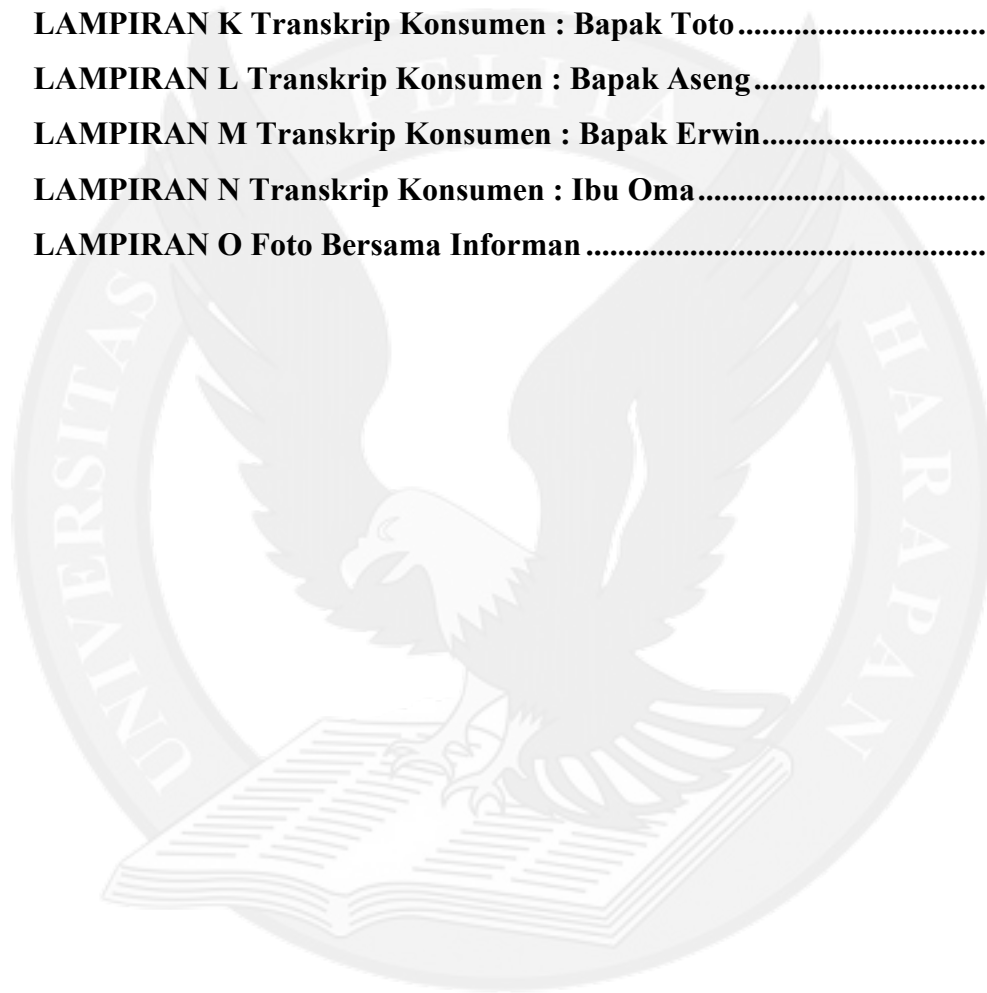 LAMPIRAN K Transkrip Konsumen : Bapak Toto...............................
LAMPIRAN L Transkrip Konsumen : Bapak Aseng.............................
LAMPIRAN M Transkrip Konsumen : Bapak Erwin............................
LAMPIRAN N Transkrip Konsumen : Ibu Oma....................................
LAMPIRAN O Foto Bersama Informan..................................................
UNIVERSITAS PELITA HARAPAN